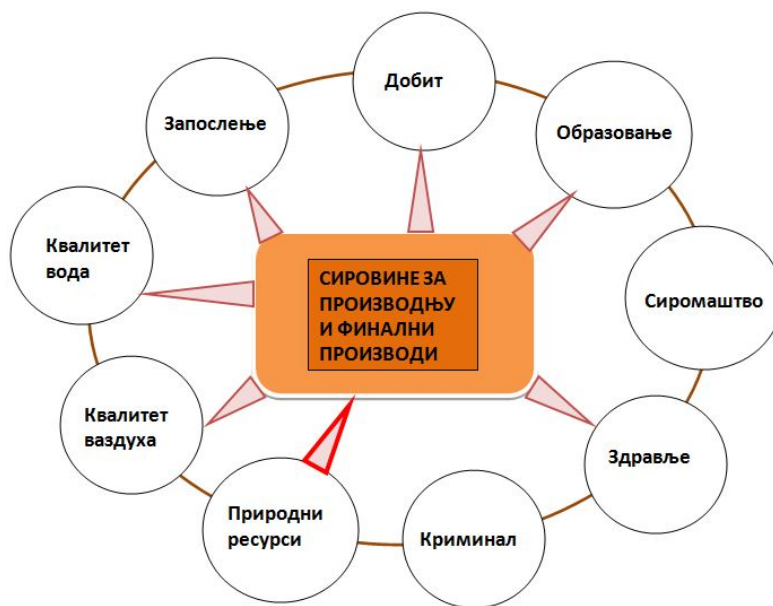 Добит
Запослење
Образовање
Квалитет
вода
СИРОВИНЕ ЗА
ПРОИЗВОДЊУ
И ФИНАЛНИ
ПРОИЗВОДИ
Сиромаштво
Квалитет
ваздуха
Здравље
Природни
ресурси
Криминал